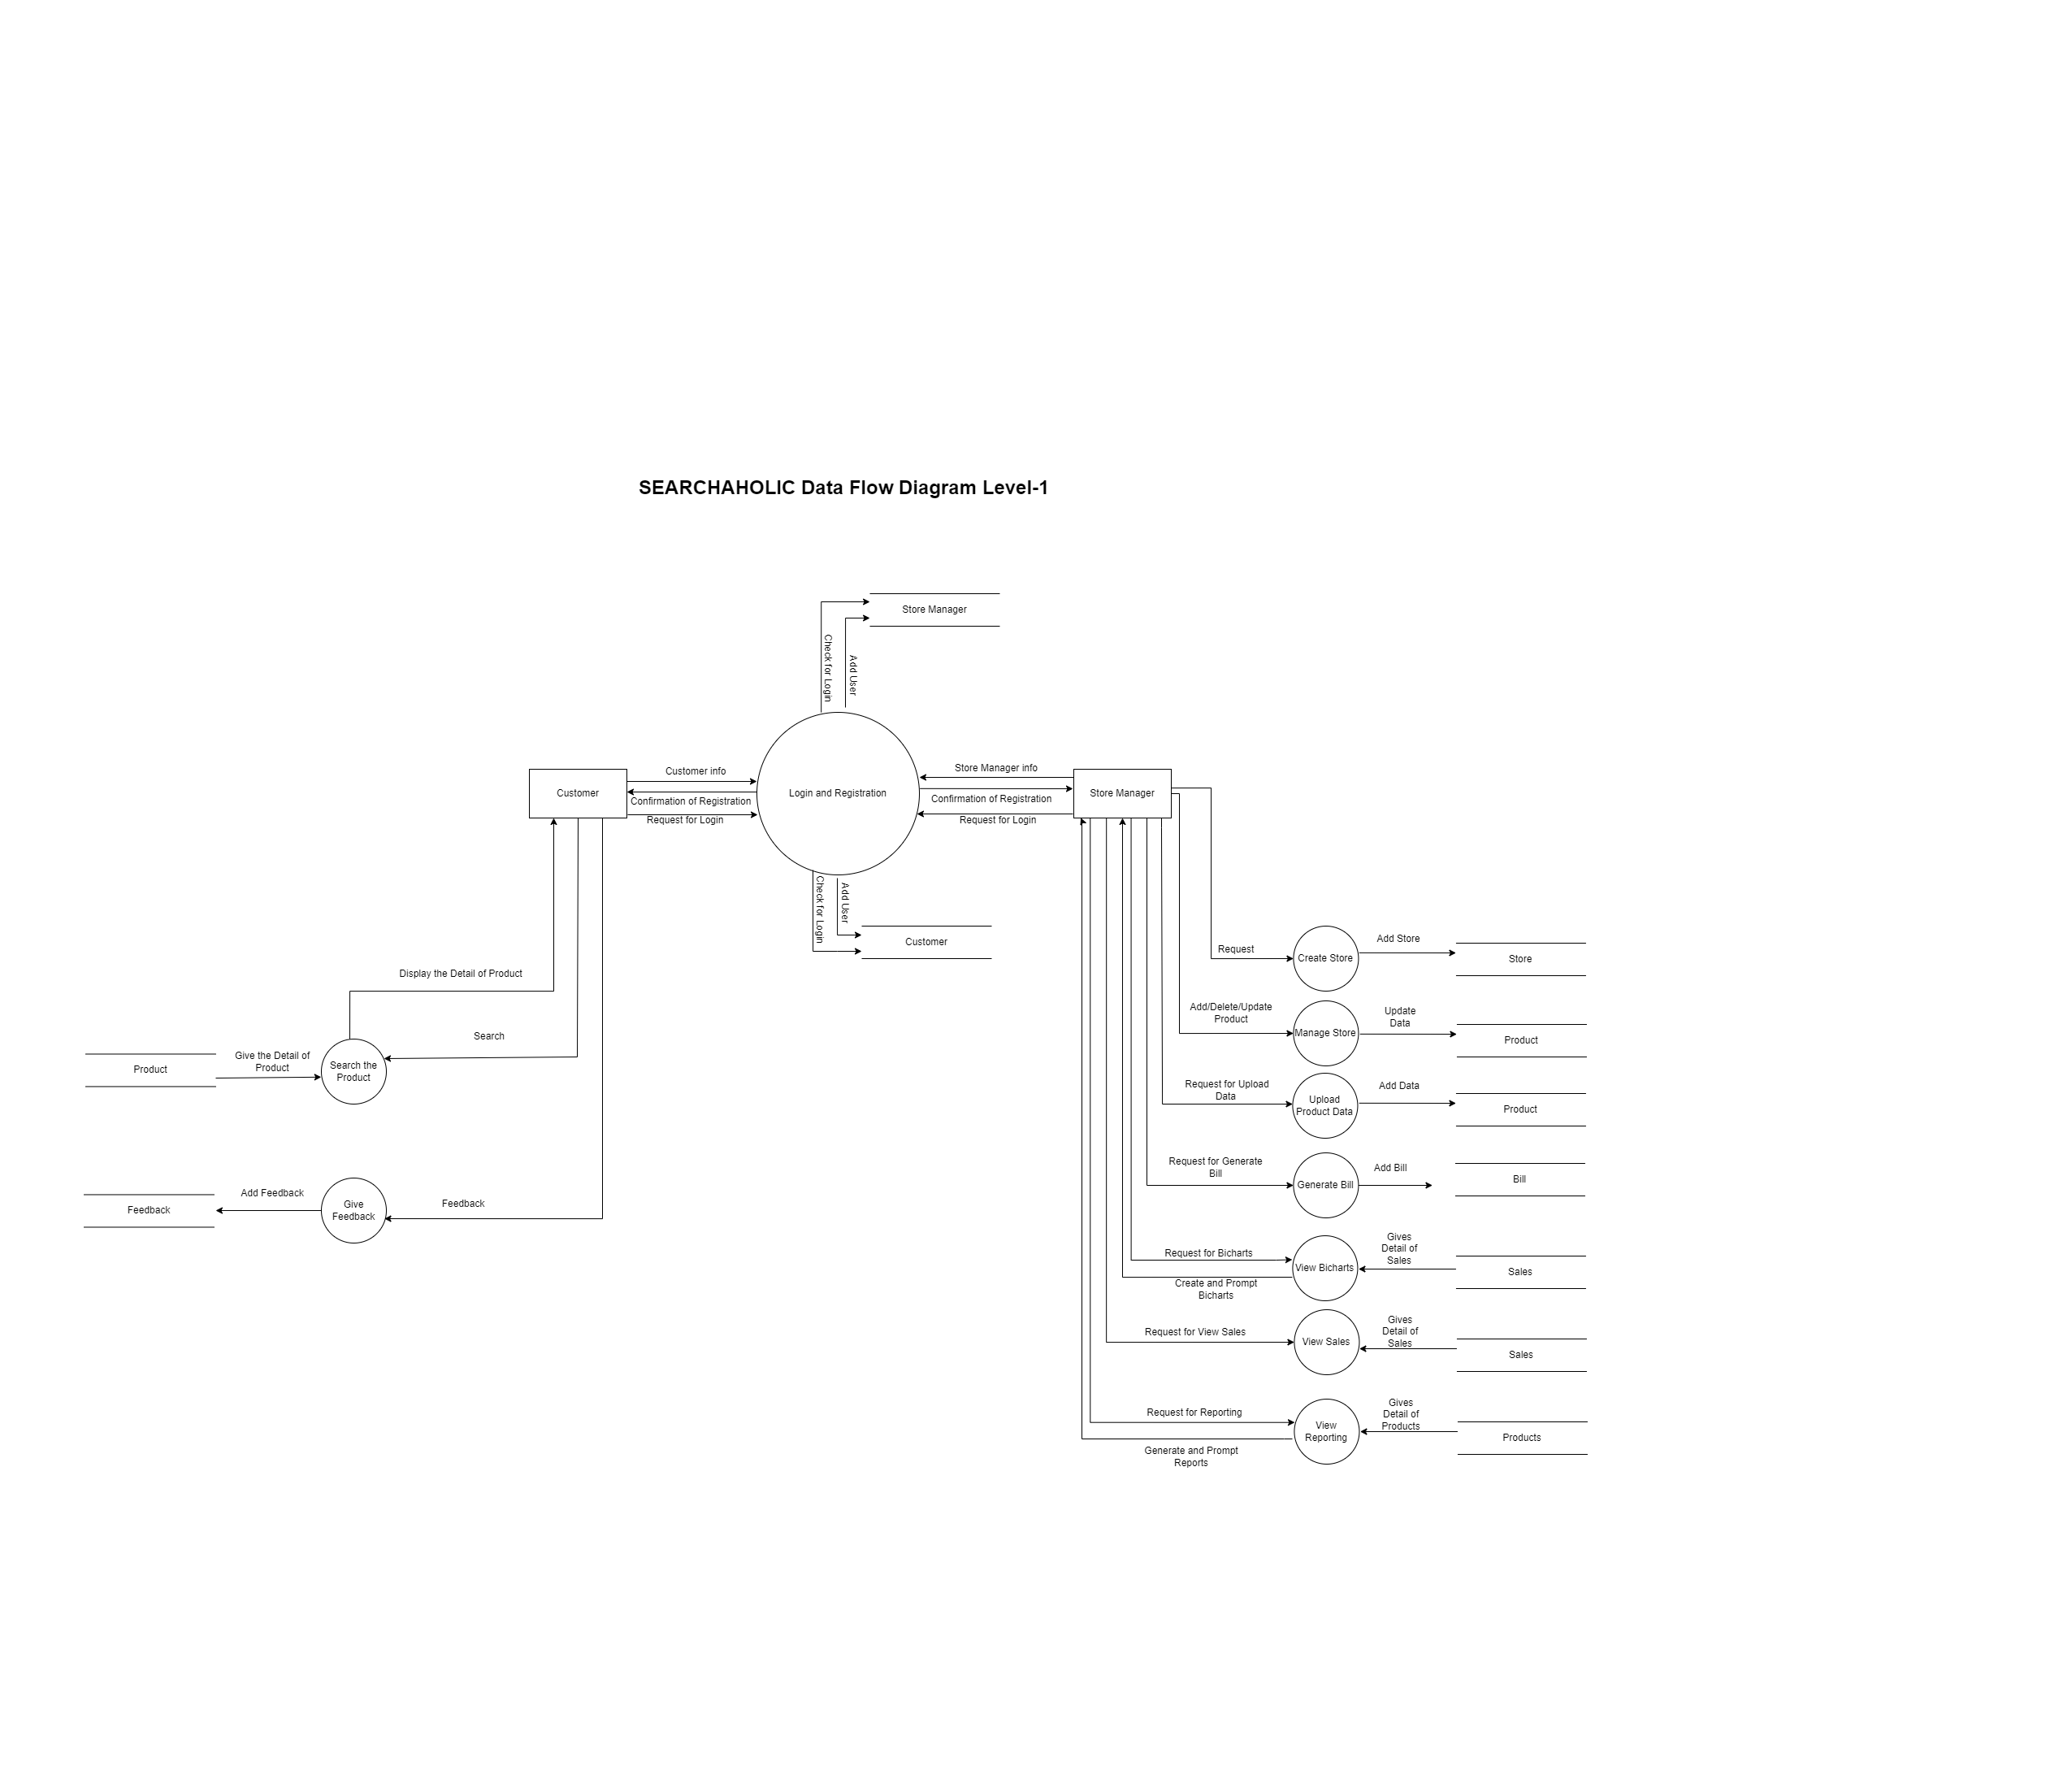 SEARCHAHOLIC Data Flow Diagram Level-1
Store Manager
Check for Login
Add User
Customer info
Store Manager info
Customer
Login and Registration
Store Manager
Confirmation of Registration
Confirmation of Registration
Request for Login
Request for Login
Check for Login
Add User
Customer
Display the Detail of Product
Search
Give the Detail of
Product
Product
Search the
Product
Add Feedback
Feedback
Feedback
Give
Feedback
Request
Create Store
Add Store
Store
Add/Delete/Update
Product
Manage Store
Update
Data
Product
Request for Upload
Data
Upload
Product Data
Add Data
Product
Request for Generate
Bill
Generate Bill
Add Bill
Bill
Request for Bicharts
Create and Prompt
Bicharts
View Bicharts
Gives
Detail of
Sales
Sales
Request for View Sales
View Sales
Gives
Detail of
Sales
Sales
Request for Reporting
Generate and Prompt
Reports
View
Reporting
Gives
Detail of
Products
Products